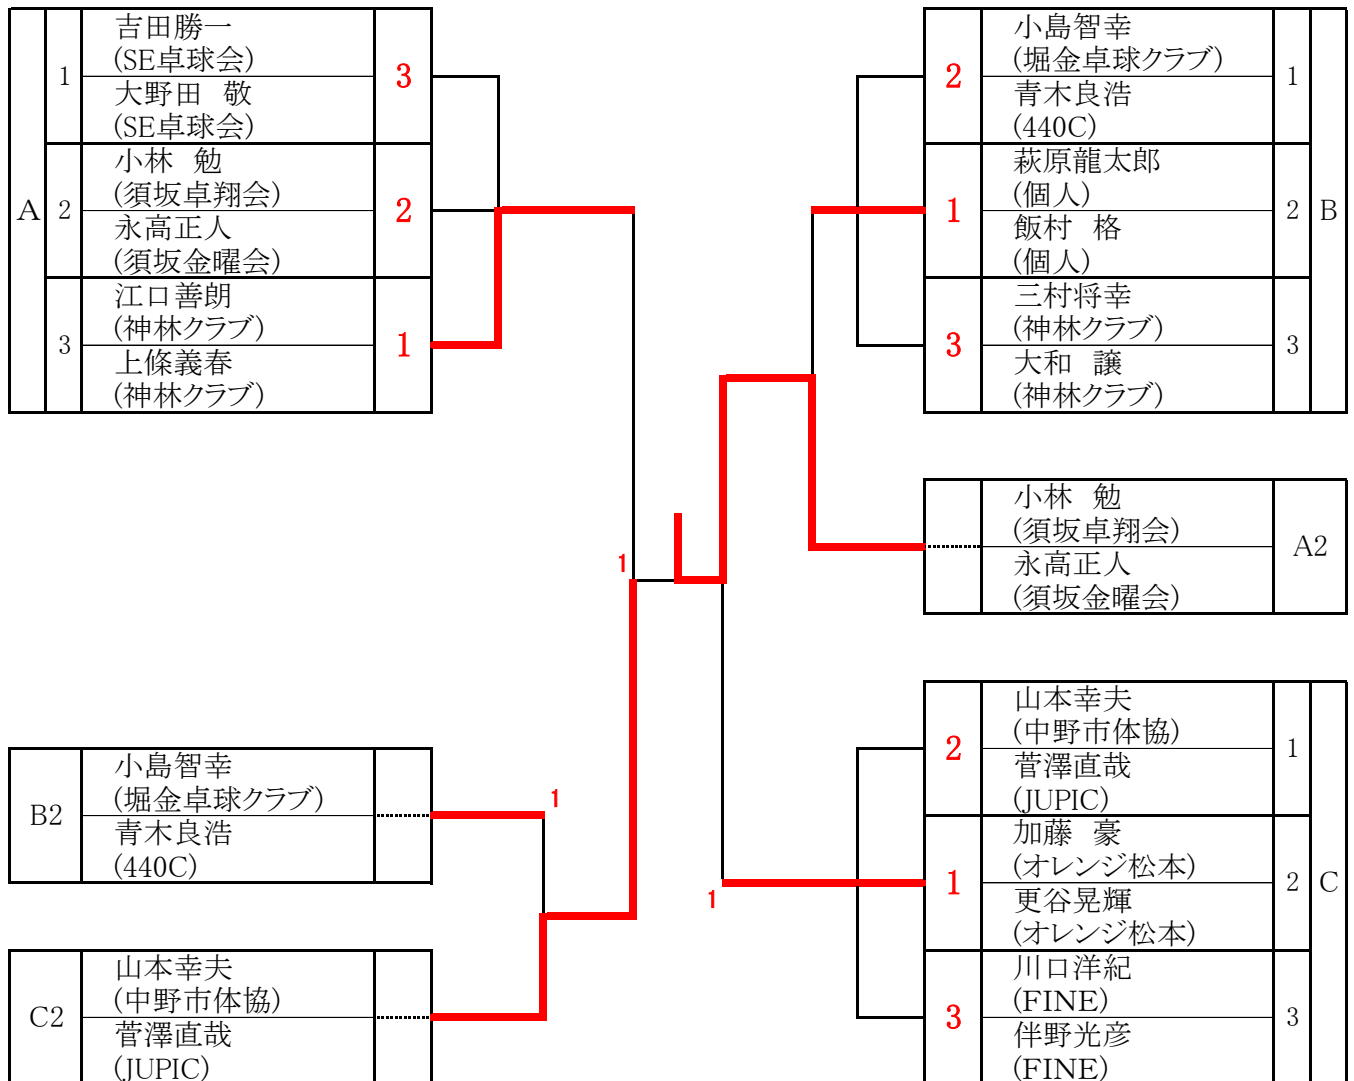 A
1
吉田勝一
(SE卓球会)
大野田 敬
(SE卓球会)
3
2
小林 勉
(須坂卓翔会)
永高正人
(須坂金曜会)
2
3
江口善朗
(神林クラブ)
上條義春
(神林クラブ)
1
B2
小島智幸
(堀金卓球クラブ)
青木良浩
(440C)
1
C2
山本幸夫
(中野市体協)
菅澤直哉
(JUPIC)
1
2
小島智幸
(堀金卓球クラブ)
青木良浩
(440C)
1
1
萩原龍太郎
(個人)
飯村 格
(個人)
2
B
3
三村将幸
(神林クラブ)
大和 譲
(神林クラブ)
3
小林 勉
(須坂卓翔会)
永高正人
(須坂金曜会)
A2
2
山本幸夫
(中野市体協)
菅澤直哉
(JUPIC)
1
1
1
加藤 豪
(オレンジ松本)
更谷晃輝
(オレンジ松本)
2
C
3
川口洋紀
(FINE)
伴野光彦
(FINE)
3